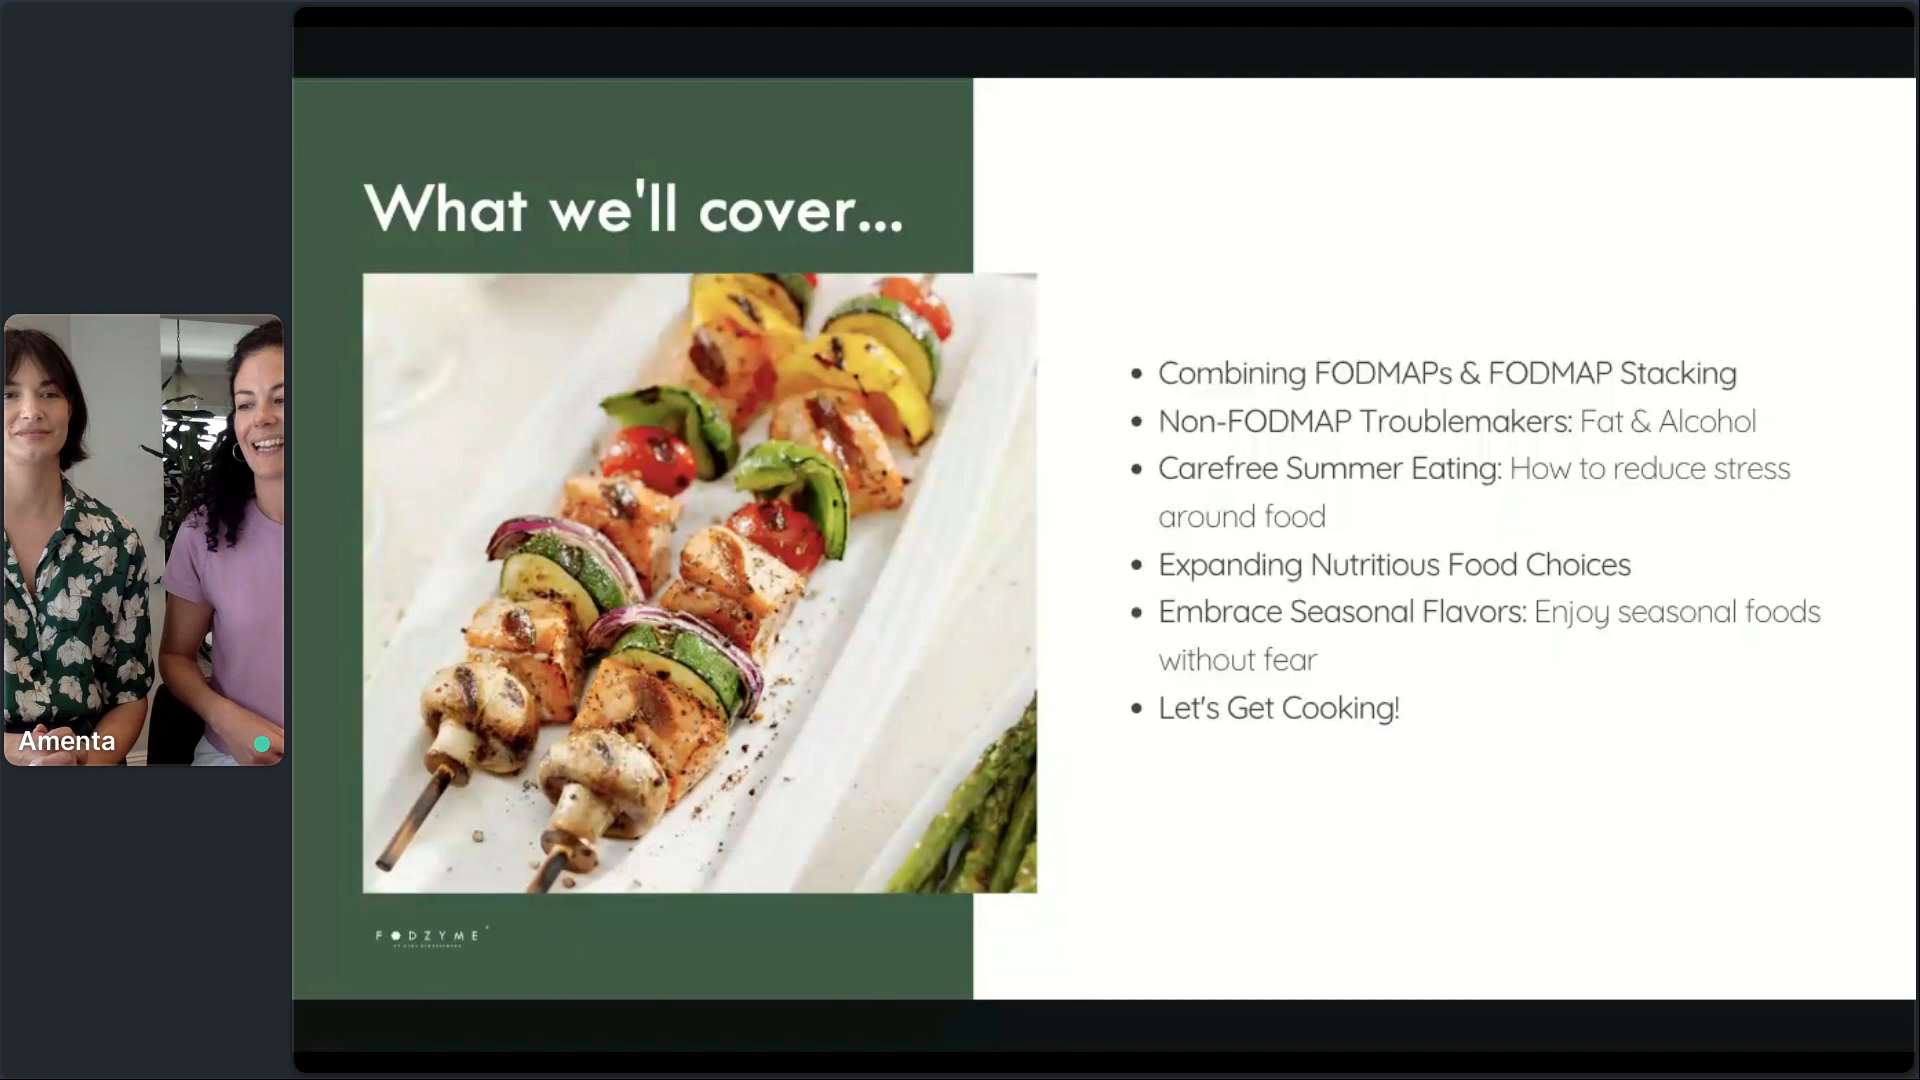 What we'll cover...
• Combining FODMAPs & FODMAP Stacking
• Non-FODMAP Troublemakers: Fat & Alcohol
• Carefree Summer Eating: How to reduce stress
around food
• Expanding Nutritious Food Choices
• Embrace Seasonal Flavors: Enjoy seasonal foods
without fear
• Let's Get Cooking!
Amenta
FODZYME